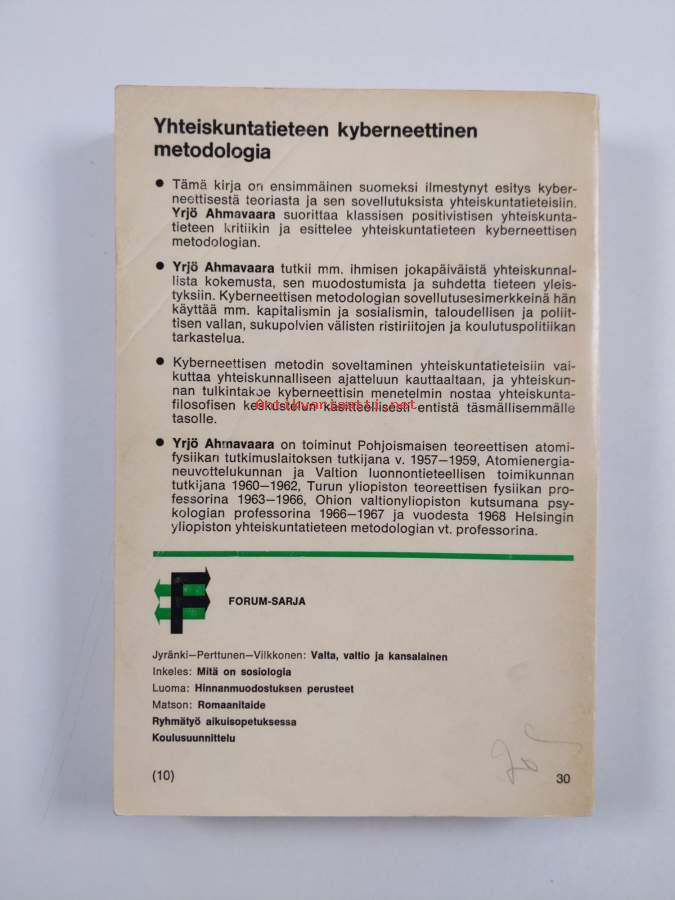 Yhteiskuntatieteen kyberneettinen
metodologia
● Tämä kirja on ensimmäinen suomeksi ilmestynyt esitys kyber-
neettisestä teoriasta ja sen sovellutuksista yhteiskuntatieteisiin.
Yrjö Ahmavaara suorittaa klassisen positivistisen yhteiskunta-
tieteen kritiikin ja esittelee yhteiskuntatieteen kyberneettisen
metodologian.
● Yrjö Ahmavaara tutkii mm. ihmisen jokapäiväistä yhteiskunnal-
lista kokemusta, sen muodostumista ja suhdetta tieteen yleis-
tyksiin. Kyberneettisen metodologian sovellutusesimerkkeinä hän
käyttää mm. kapitalismin ja sosialismin, taloudellisen ja poliit-
tisen vallan, sukupolvien välisten ristiriitojen ja koulutuspolitiikan
tarkastelua.
● Kyberneettisen metodin soveltaminen yhteiskuntatieteisiin vai-
kuttaa yhteiskunnalliseen ajatteluun kauttaaltaan, ja yhteiskun-
nan tulkintakoe kyberneettisin menetelmin nostaa yhteiskunta-
filosofisen keskustelun käsitteellisesti entistä täsmällisemmälle
tasolle.
antikvariaatti.net
● Yrjö Ahmavaara on toiminut Pohjoismaisen teoreettisen atomi-
fysiikan tutkimuslaitoksen tutkijana v. 1957–1959, Atomienergia-
neuvottelukunnan ja Valtion luonnontieteellisen toimikunnan
tutkijana 1960–1962, Turun yliopiston teoreettisen fysiikan pro-
fessorina 1963–1966, Ohion valtionyliopiston kutsumana psy-
kologian professorina 1966–1967 ja vuodesta 1968 Helsingin
yliopiston yhteiskuntatieteen metodologian vt. professorina.
FORUM-SARJA
Jyränki–Perttunen–Vilkkonen: Valta, valtio ja kansalainen
Inkeles: Mitä on sosiologia
Luoma: Hinnanmuodostuksen perusteet
Matson: Romaanitaide
Ryhmätyö aikuisopetuksessa
Koulusuunnittelu
(10) 30